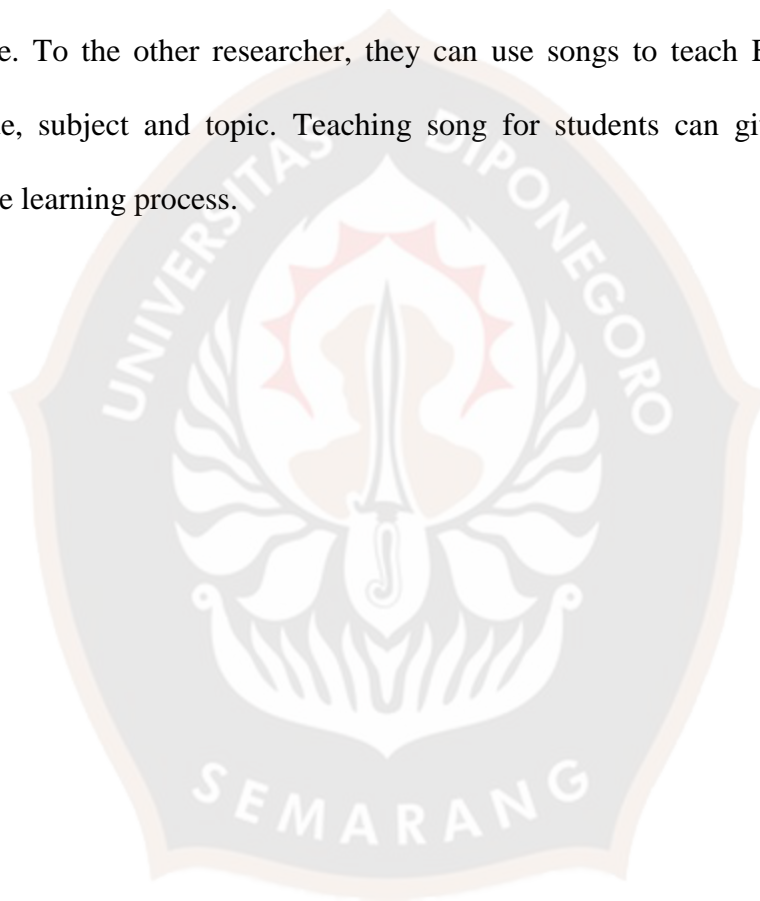 e. To the other researcher, they can use songs to teach
e, subject and topic. Teaching song for students can
e learning process.
UNIVERSITAS DIPONEGORO
SEMARANG